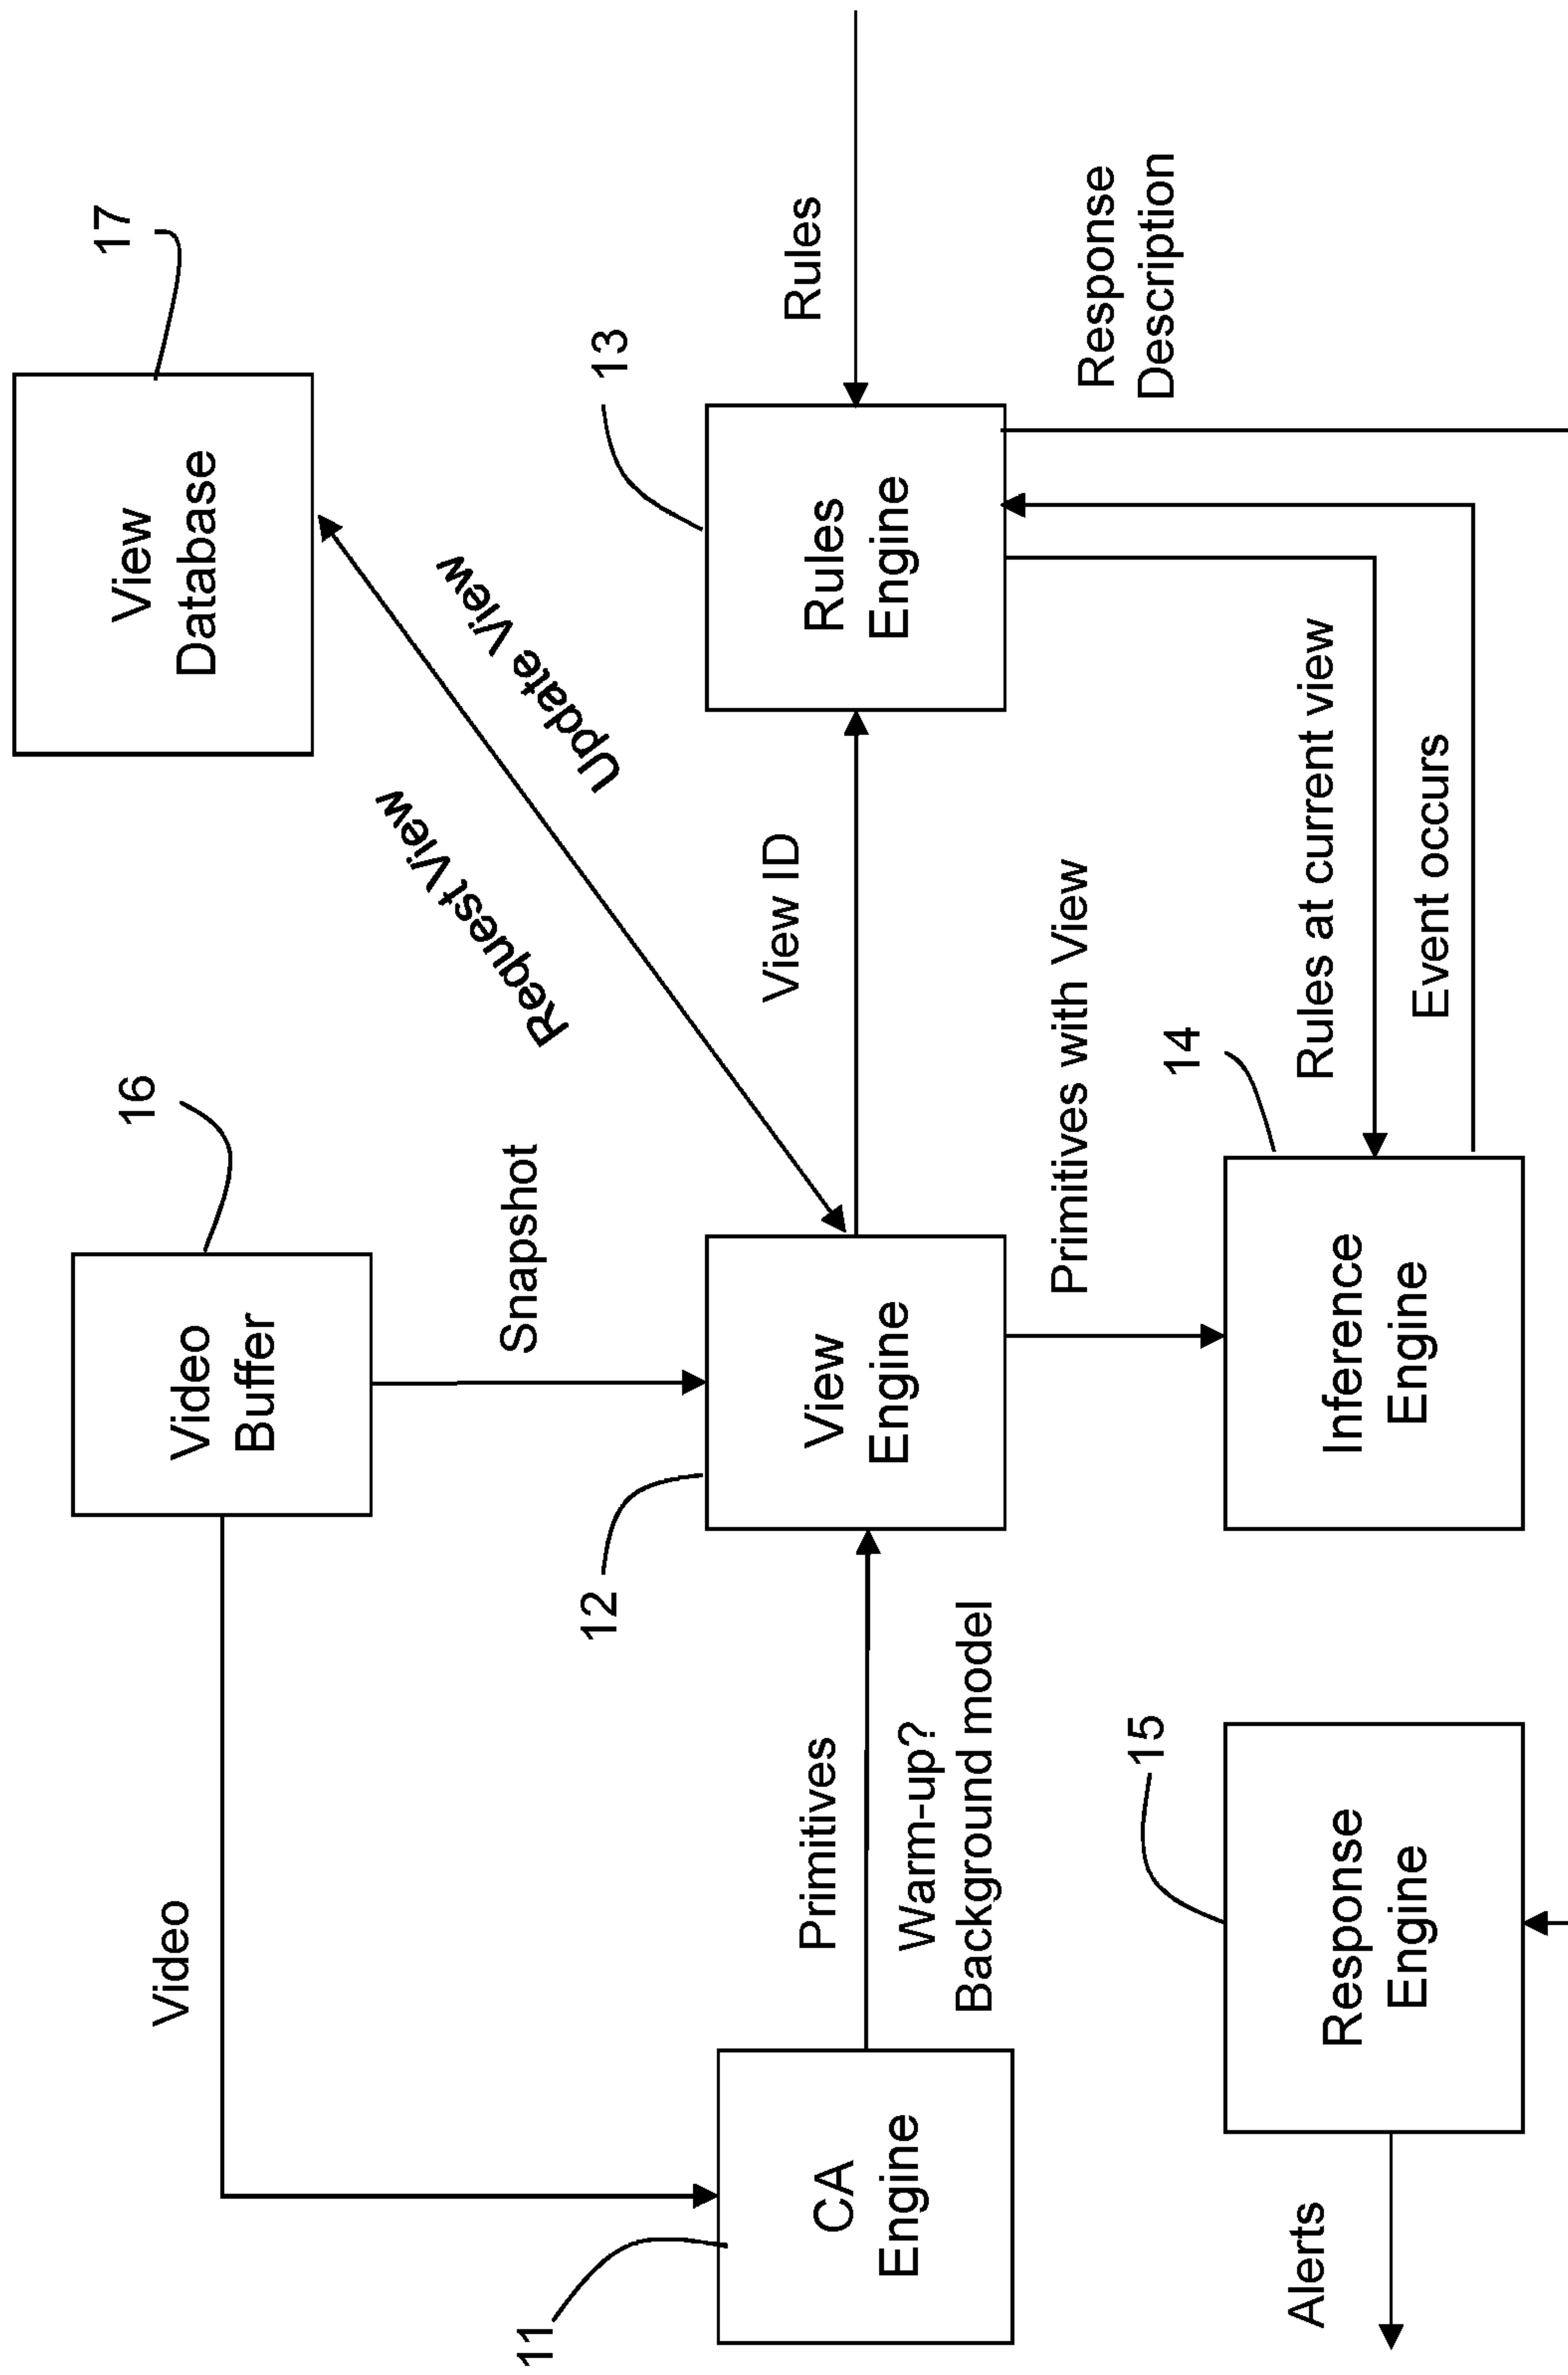 17
View
Database
16
Video
Buffer
Video
Snapshot
Request View
Update View
13
Rules
Engine
Rules
12
View
Engine
View ID
11
CA
Engine
Primitives
Warm-up?
Background model
Primitives with View
Response
Description
14
Inference
Engine
Rules at current view
Event occurs
15
Response
Engine
Alerts